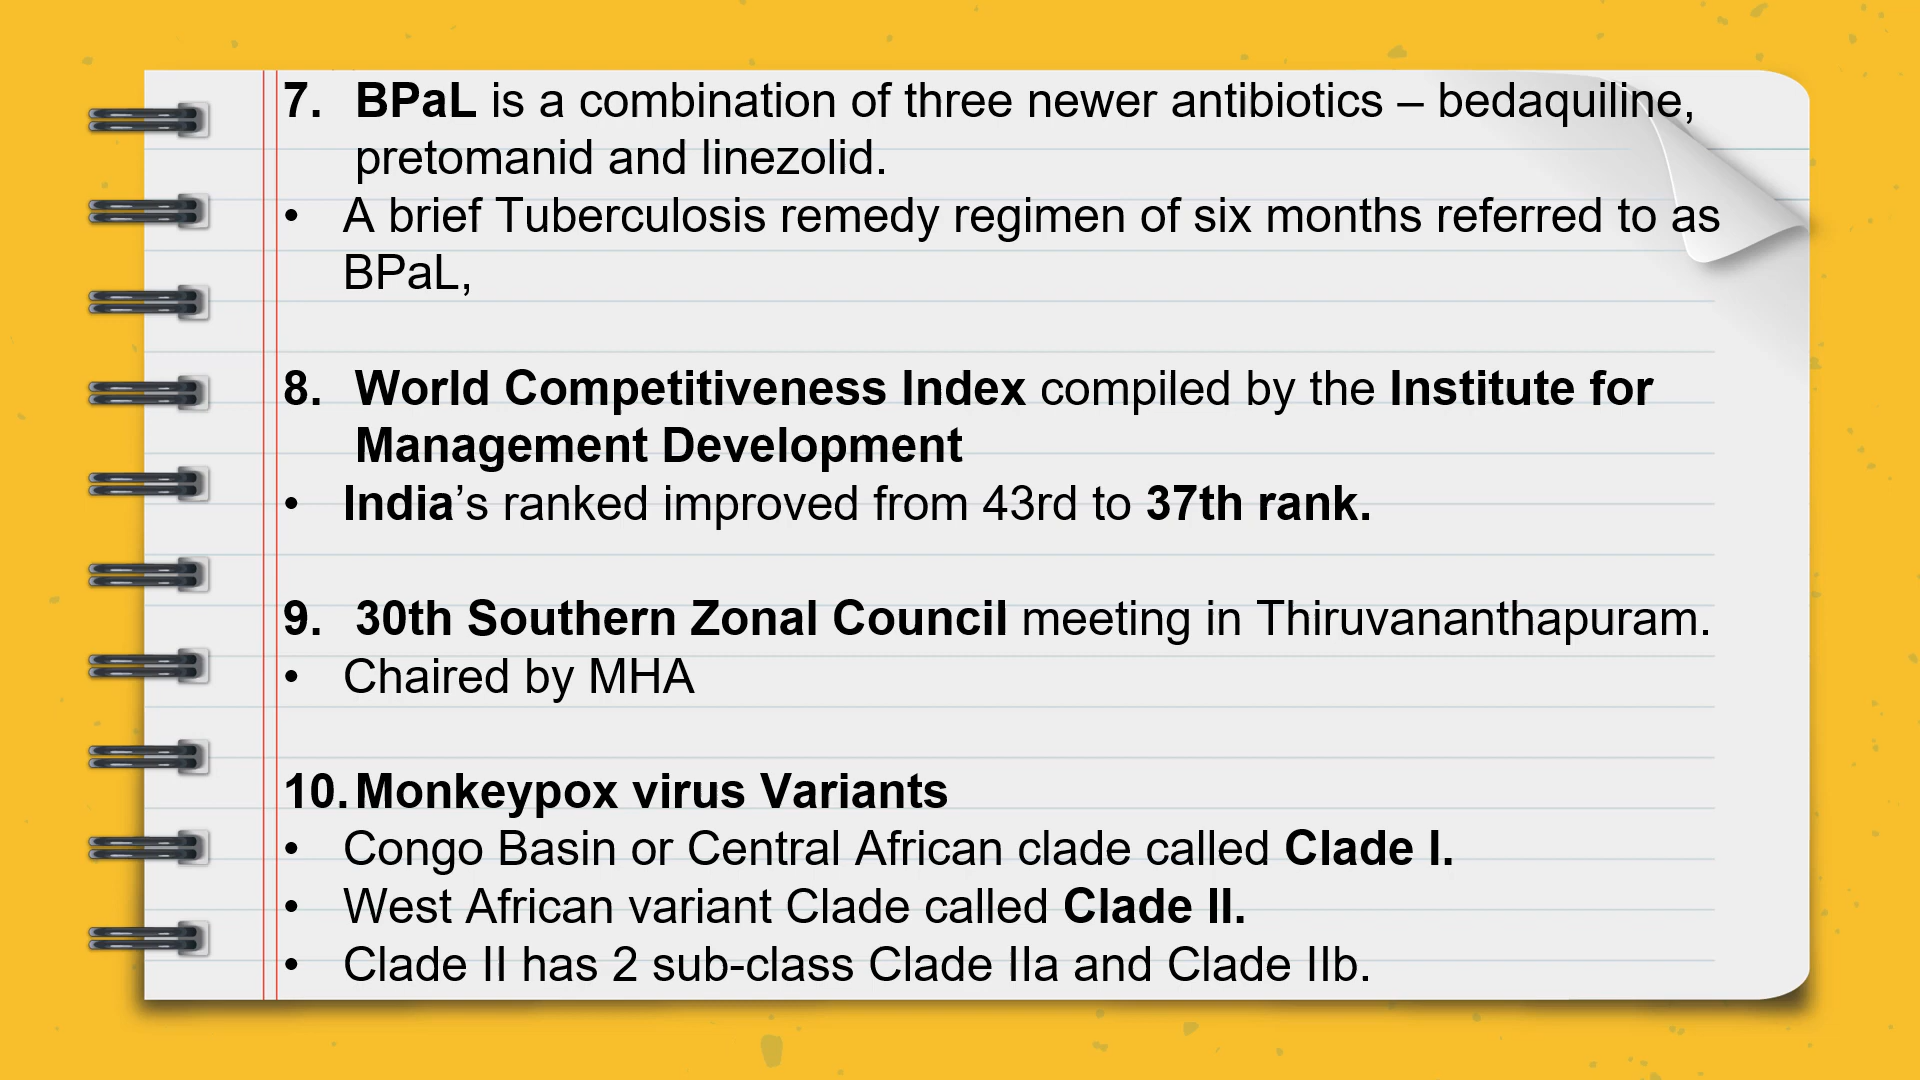 7. BPaL is a combination of three newer antibiotics – bedaquiline,
pretomanid and linezolid.
• A brief Tuberculosis remedy regimen of six months referred to as
BPaL,
8. World Competitiveness Index compiled by the Institute for
Management Development
• India’s ranked improved from 43rd to 37th rank.
9. 30th Southern Zonal Council meeting in Thiruvananthapuram.
• Chaired by MHA
10. Monkeypox virus Variants
• Congo Basin or Central African clade called Clade I.
• West African variant Clade called Clade II.
• Clade II has 2 sub-class Clade IIa and Clade IIb.